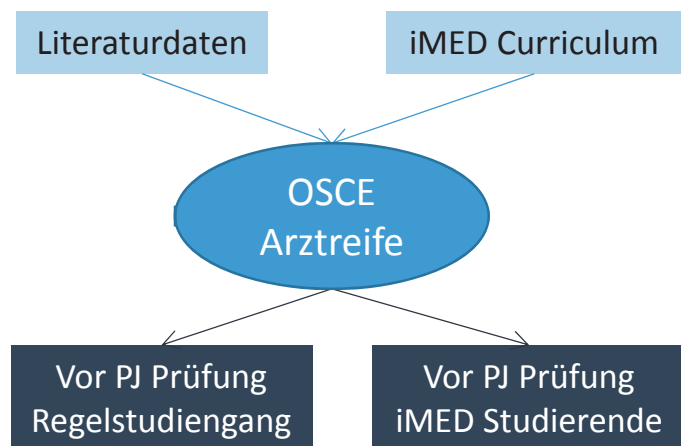 Literaturdaten
iMED Curriculum
OSCE
Arztreife
Vor PJ Prüfung
Regelstudiengang
Vor PJ Prüfung
iMED Studierende